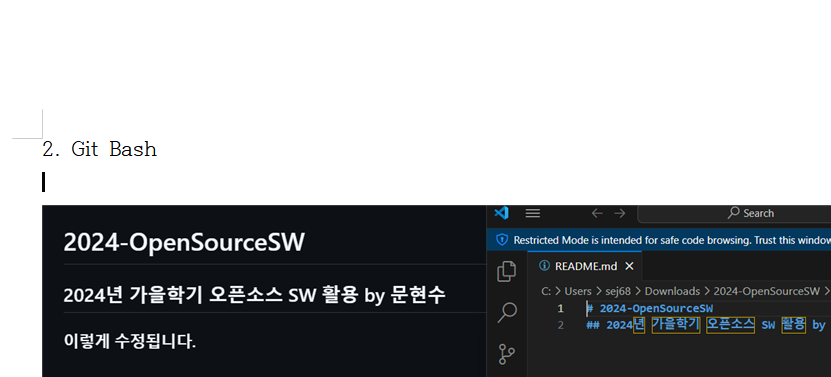 2. Git Bash
2024-OpenSourceSW
2024년 가을학기 오픈소스 SW 활용 by 문현수
이렇게 수정됩니다.
Search
Restricted Mode is intended for safe code browsing. Trust this window
README.md
C: > Users > sej68 > Downloads > 2024-OpenSourceSW >
1 # 2024-OpenSourceSW
2 ## 2024년 가을학기 오픈소스 SW 활용 by